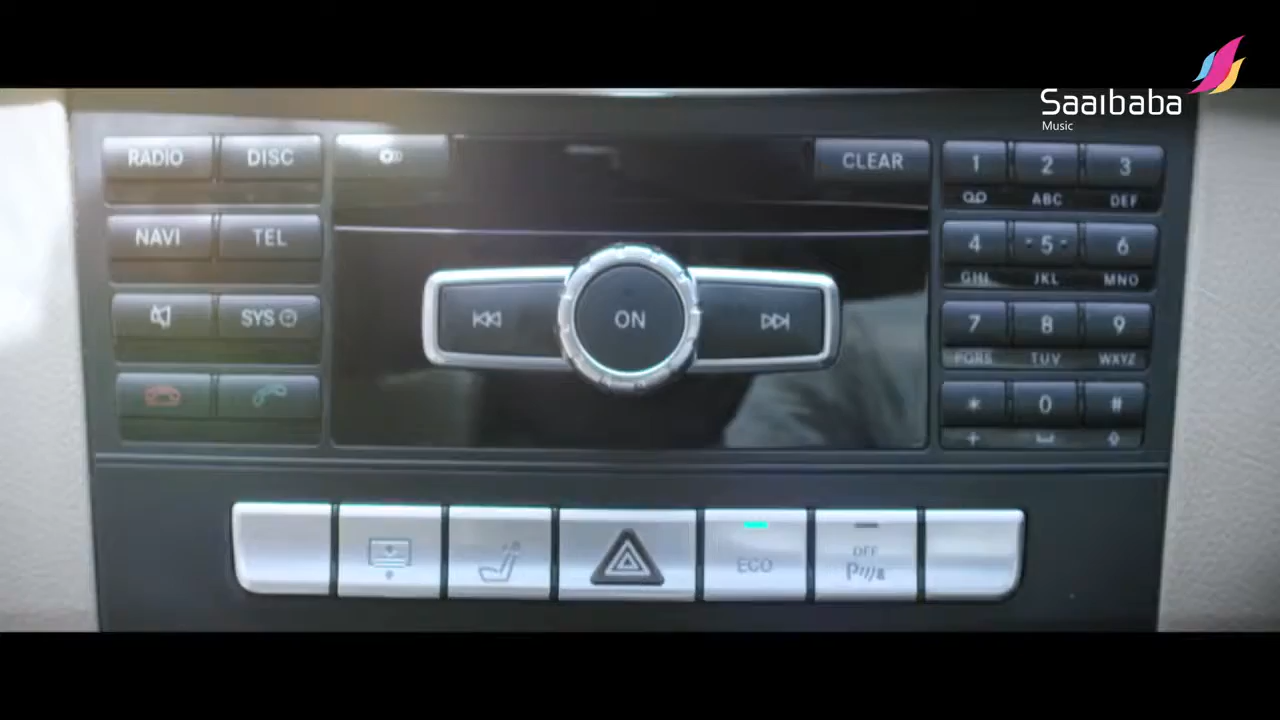 Saaibaba
Music
RADIO DISC CLEAR 1 2 3
ABC DEF
NAVI TEL 4 5 6
GHI JKL MNO
SYS ON 7 8 9
PQRS TUV WXYZ
* 0 #
+
ECO OFF
P